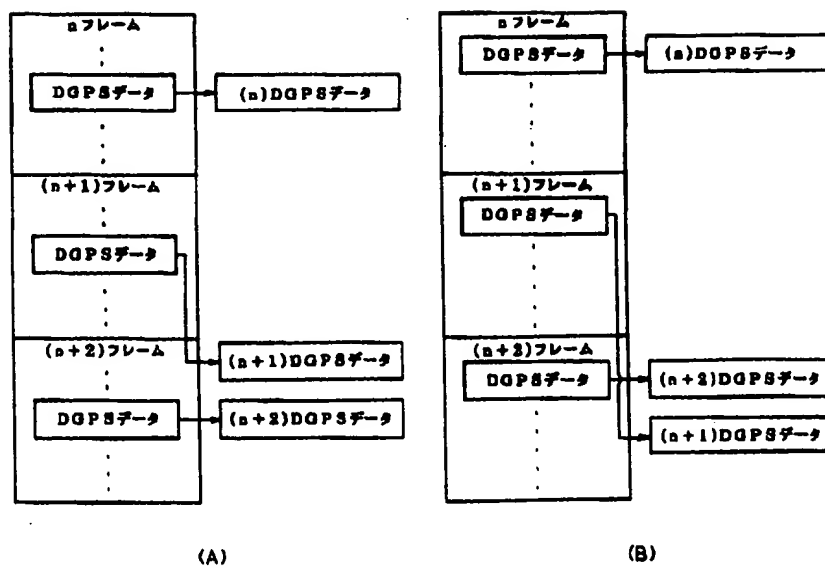 nフレーム
DGPSデータ
(n)DGPSデータ
(n+1)フレーム
DGPSデータ
(n+2)フレーム
(n+1)DGPSデータ
DGPSデータ
(n+2)DGPSデータ
(A)
nフレーム
DGPSデータ
(n)DGPSデータ
(n+1)フレーム
DGPSデータ
(n+2)フレーム
DGPSデータ
(n+2)DGPSデータ
(n+1)DGPSデータ
(B)